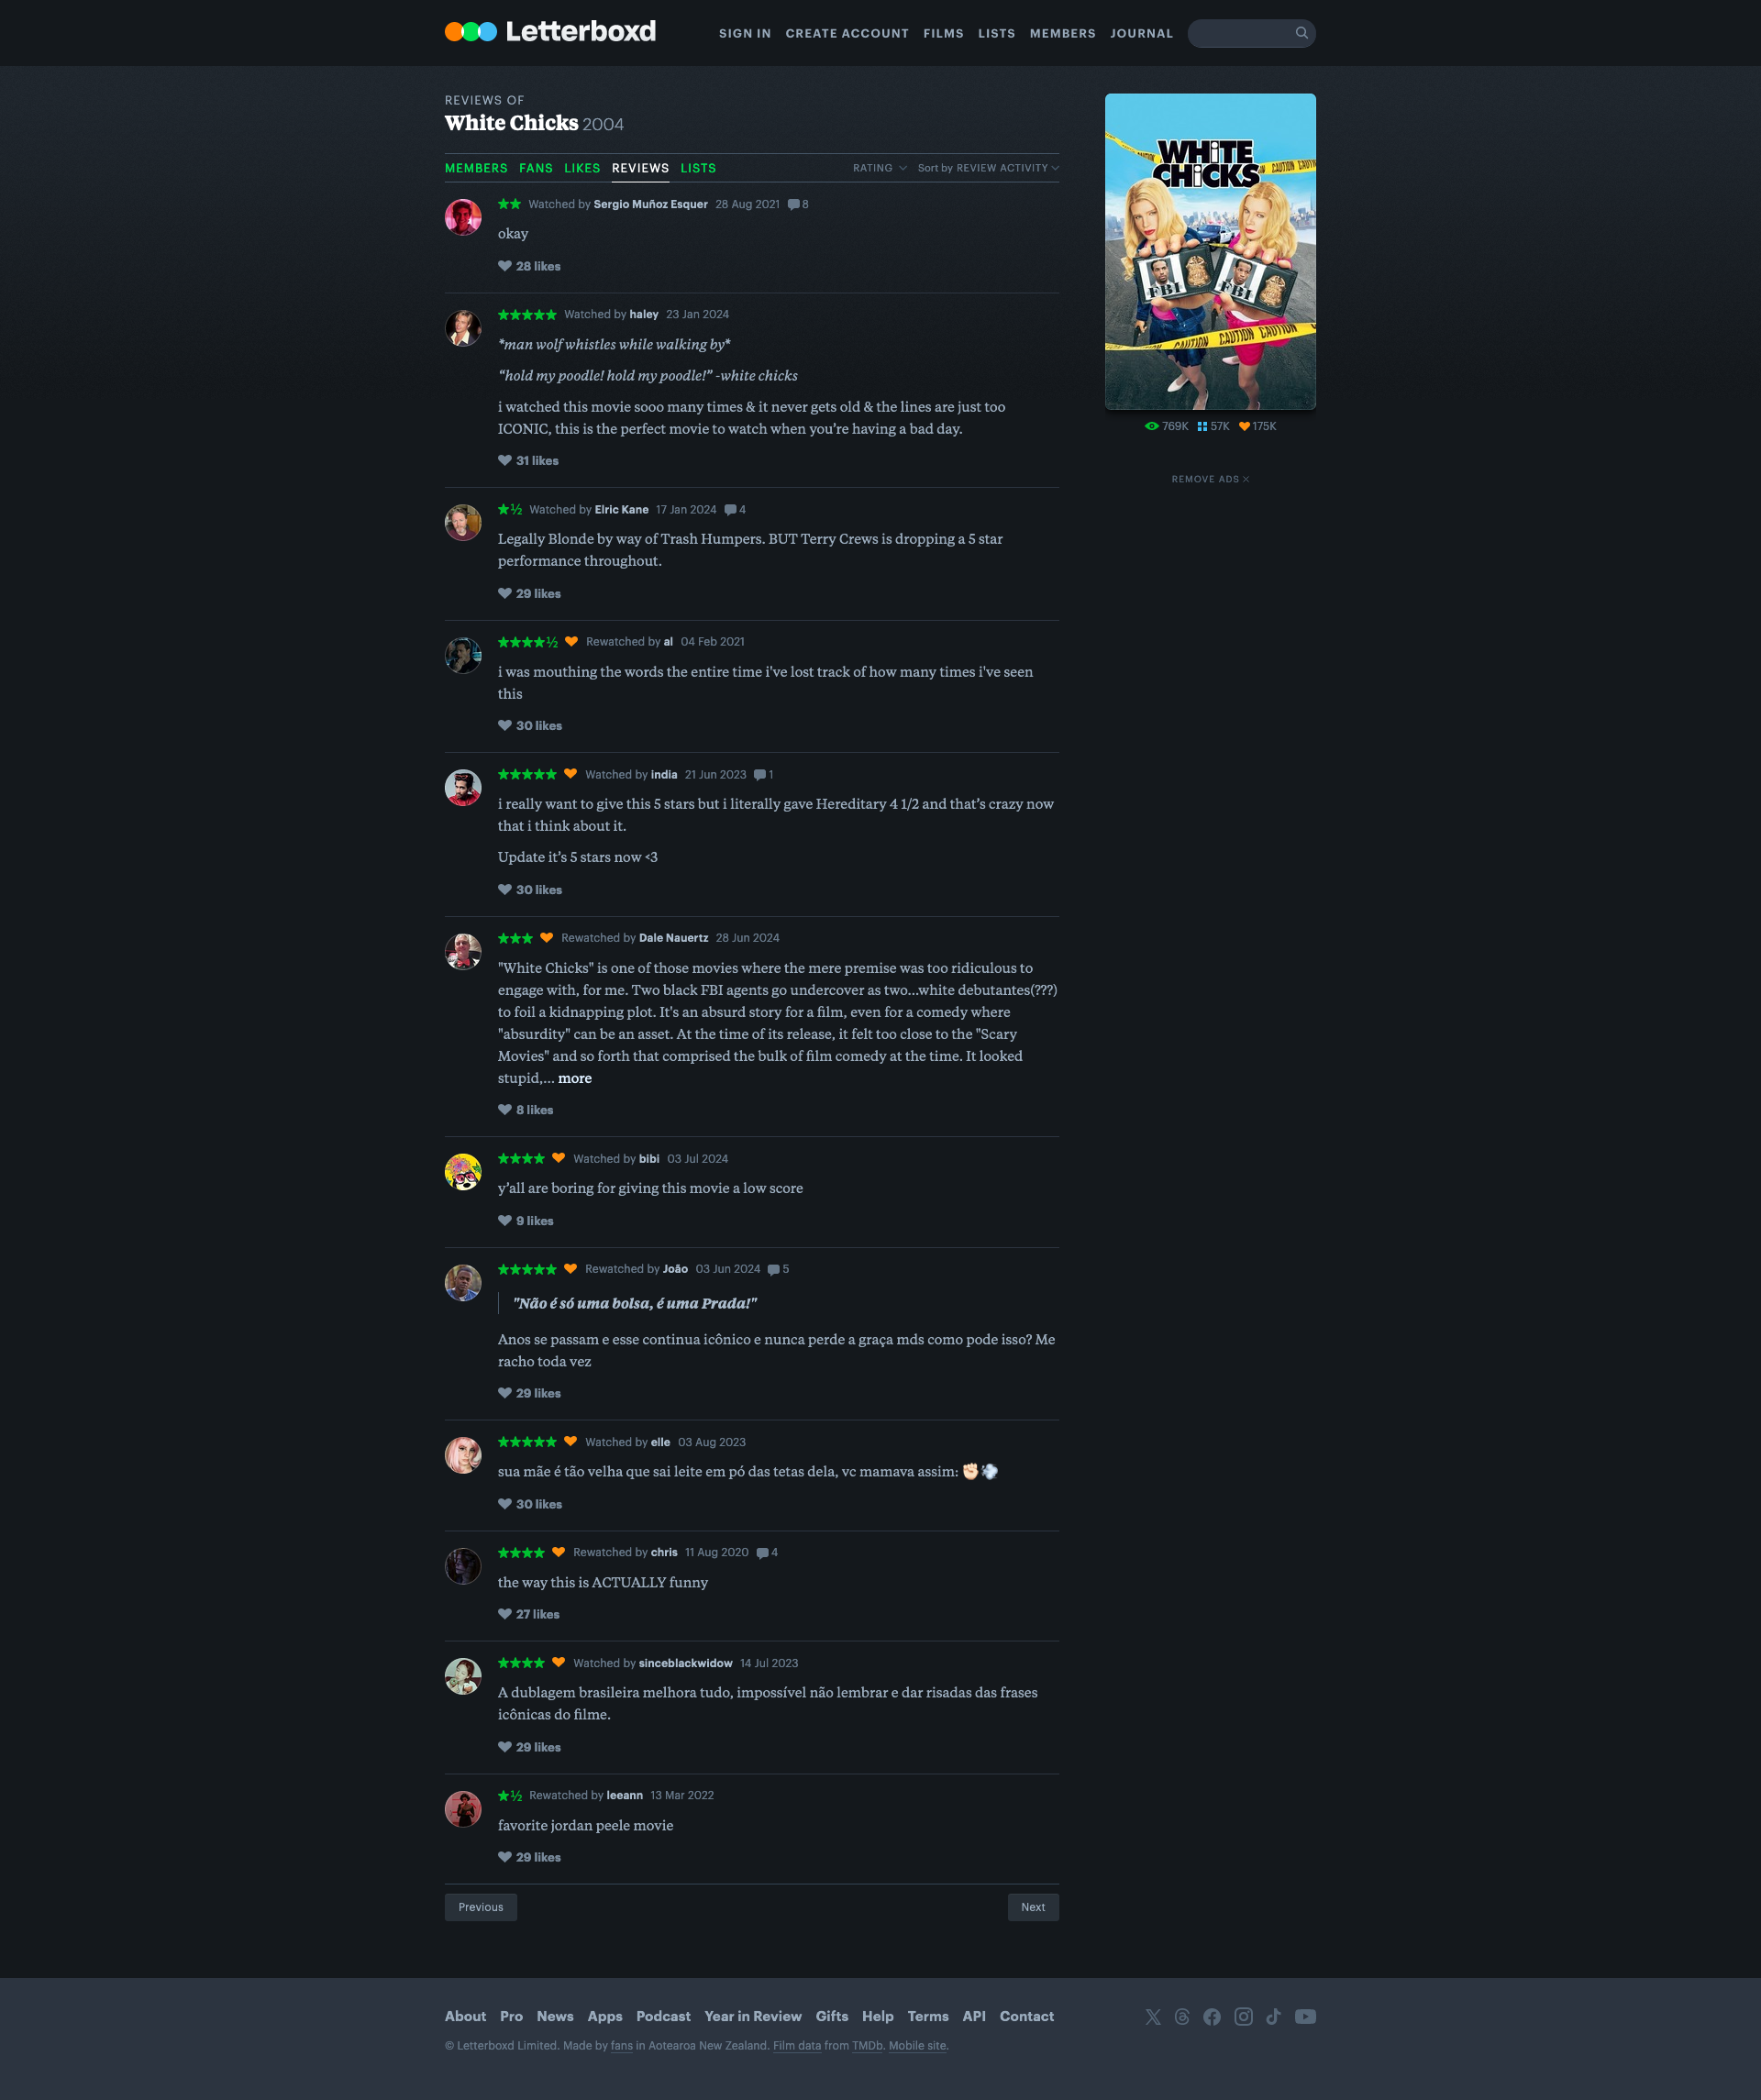 Letterboxd
SIGN IN CREATE ACCOUNT FILMS LISTS MEMBERS JOURNAL
REVIEWS OF
White Chicks 2004
MEMBERS FANS LIKES REVIEWS LISTS RATING Sort by REVIEW ACTIVITY
★★ Watched by Sergio Muñoz Esquer 28 Aug 2021 8
okay
28 likes
★★★★★ Watched by haley 23 Jan 2024
*man wolf whistles while walking by*
“hold my poodle! hold my poodle!” -white chicks
i watched this movie sooo many times & it never gets old & the lines are just too
ICONIC, this is the perfect movie to watch when you’re having a bad day.
31 likes
★½ Watched by Elric Kane 17 Jan 2024 4
Legally Blonde by way of Trash Humpers. BUT Terry Crews is dropping a 5 star
performance throughout.
29 likes
★★★★½ Rewatched by al 04 Feb 2021
i was mouthing the words the entire time i've lost track of how many times i've seen
this
30 likes
★★★★★ Watched by india 21 Jun 2023 1
i really want to give this 5 stars but i literally gave Hereditary 4 1/2 and that’s crazy now
that i think about it.
Update it’s 5 stars now <3
30 likes
★★★ Rewatched by Dale Nauertz 28 Jun 2024
"White Chicks" is one of those movies where the mere premise was too ridiculous to
engage with, for me. Two black FBI agents go undercover as two...white debutantes(???)
to foil a kidnapping plot. It's an absurd story for a film, even for a comedy where
"absurdity" can be an asset. At the time of its release, it felt too close to the "Scary
Movies" and so forth that comprised the bulk of film comedy at the time. It looked
stupid,… more
8 likes
★★★★ Watched by bibi 03 Jul 2024
y’all are boring for giving this movie a low score
9 likes
★★★★★ Rewatched by João 03 Jun 2024 5
"Não é só uma bolsa, é uma Prada!"
Anos se passam e esse continua icônico e nunca perde a graça mds como pode isso? Me
racho toda vez
29 likes
★★★★★ Watched by elle 03 Aug 2023
sua mãe é tão velha que sai leite em pó das tetas dela, vc mamava assim: ✊🏻💨
30 likes
★★★★ Rewatched by chris 11 Aug 2020 4
the way this is ACTUALLY funny
27 likes
★★★★ Watched by sinceblackwidow 14 Jul 2023
A dublagem brasileira melhora tudo, impossível não lembrar e dar risadas das frases
icônicas do filme.
29 likes
★½ Rewatched by leeann 13 Mar 2022
favorite jordan peele movie
29 likes
Previous Next
WHiTE
CHiCKS
CAUTION CAUTION
FBI FBI
CAUTION CAUTION CAUTION
769K 57K 175K
REMOVE ADS
About Pro News Apps Podcast Year in Review Gifts Help Terms API Contact
© Letterboxd Limited. Made by fans in Aotearoa New Zealand. Film data from TMDb. Mobile site.